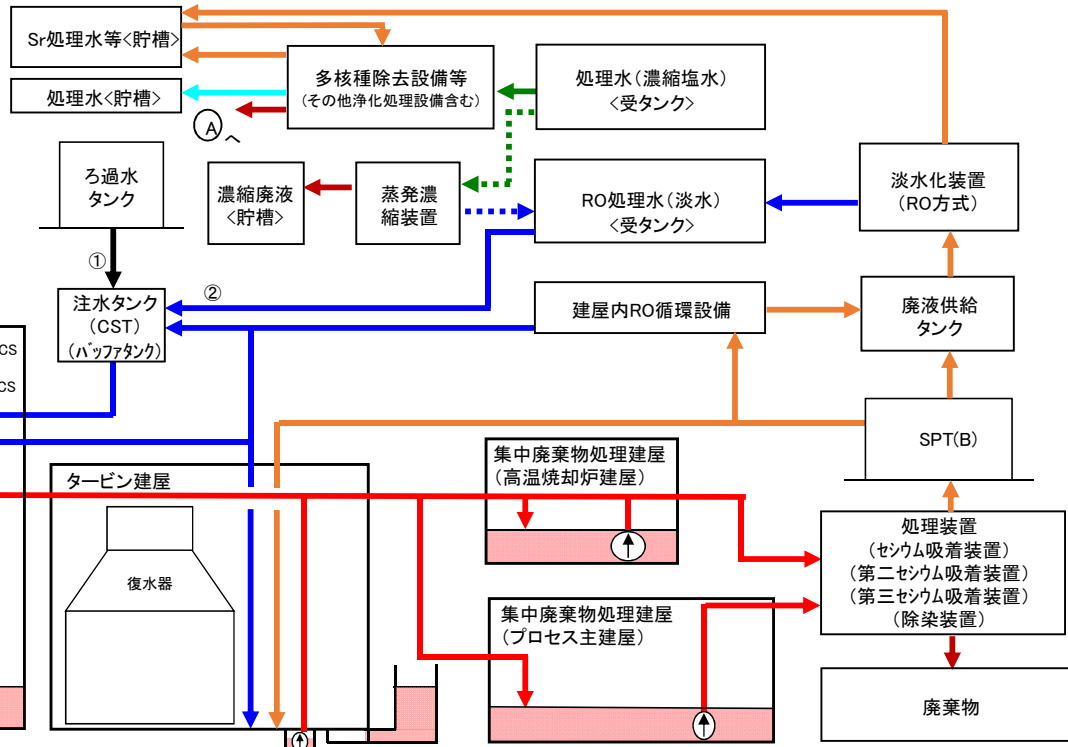 Sr処理水等<貯槽>
処理水<貯槽>
多核種除去設備等
(その他浄化処理設備含む)
処理水(濃縮塩水)
<受タンク>
Aへ
ろ過水
タンク
濃縮廃液
<貯槽>
蒸発濃
縮装置
RO処理水(淡水)
<受タンク>
淡水化装置
(RO方式)
①
②
注水タンク
(CST)
(バッファタンク)
建屋内RO循環設備
廃液供給
タンク
CS
CS
SPT(B)
タービン建屋
復水器
集中廃棄物処理建屋
(高温焼却炉建屋)
処理装置
(セシウム吸着装置)
(第二セシウム吸着装置)
(第三セシウム吸着装置)
(除染装置)
集中廃棄物処理建屋
(プロセス主建屋)
廃棄物